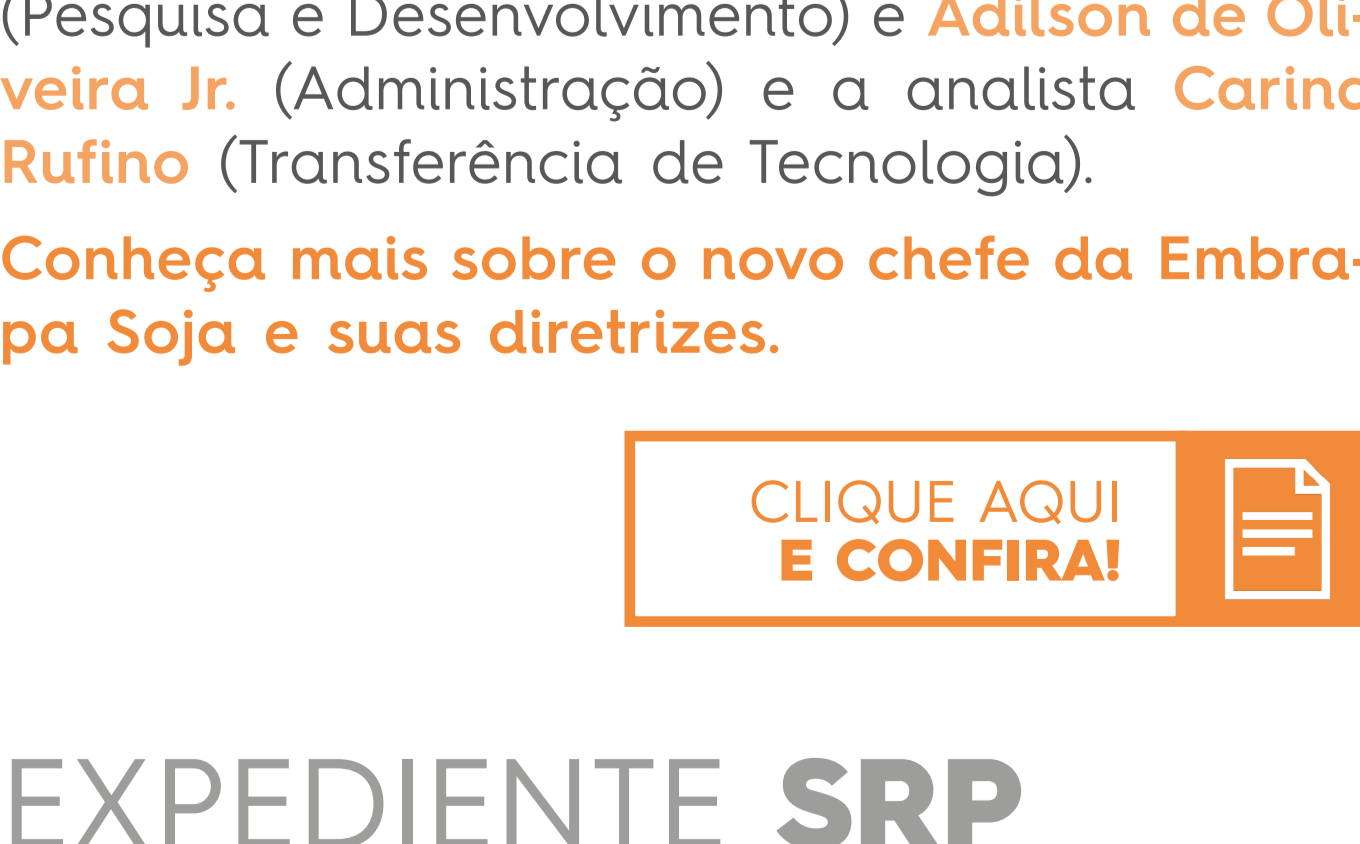 (Pesquisa e Desenvolvimento) e Adilson de Oli-
veira Jr. (Administração) e a analista Carina
Rufino (Transferência de Tecnologia).
Conheça mais sobre o novo chefe da Embra-
pa Soja e suas diretrizes.
CLIQUE AQUI
E CONFIRA!
EXPEDIENTE SRP